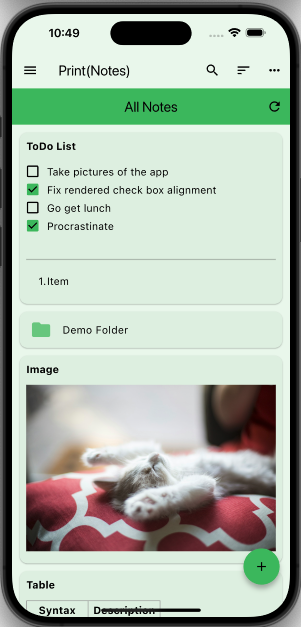 10:49
Print(Notes)
All Notes
ToDo List
Take pictures of the app
Fix rendered check box alignment
Go get lunch
Procrastinate
1.Item
Demo Folder
Image
Table
Syntax Description